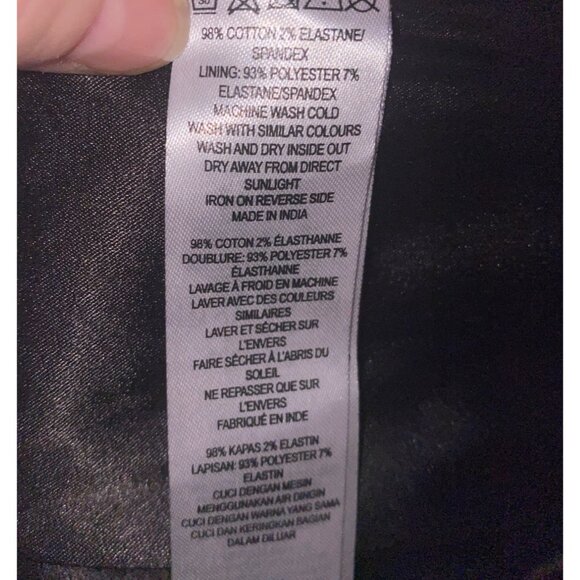 30
98% COTTON 2% ELASTANE/
SPANDEX
LINING: 93% POLYESTER 7%
ELASTANE/SPANDEX
MACHINE WASH COLD
WASH WITH SIMILAR COLOURS
WASH AND DRY INSIDE OUT
DRY AWAY FROM DIRECT
SUNLIGHT
IRON ON REVERSE SIDE
MADE IN INDIA
98% COTON 2% ÉLASTHANNE
DOUBLURE: 93% POLYESTER 7%
ÉLASTHANNE
LAVAGE À FROID EN MACHINE
LAVER AVEC DES COULEURS
SIMILAIRES
LAVER ET SÉCHER SUR
L'ENVERS
FAIRE SÉCHER À L'ABRIS DU
SOLEIL
NE REPASSER QUE SUR
L'ENVERS
FABRIQUÉ EN INDE
98% KAPAS 2% ELASTIN
LAPISAN: 93% POLYESTER 7%
ELASTIN
CUCI DENGAN MESIN
MENGGUNAKAN AIR DINGIN
CUCI DENGAN WARNA YANG SAMA
CUCI DAN KERINGKAN BAGIAN
DALAM DILUAR